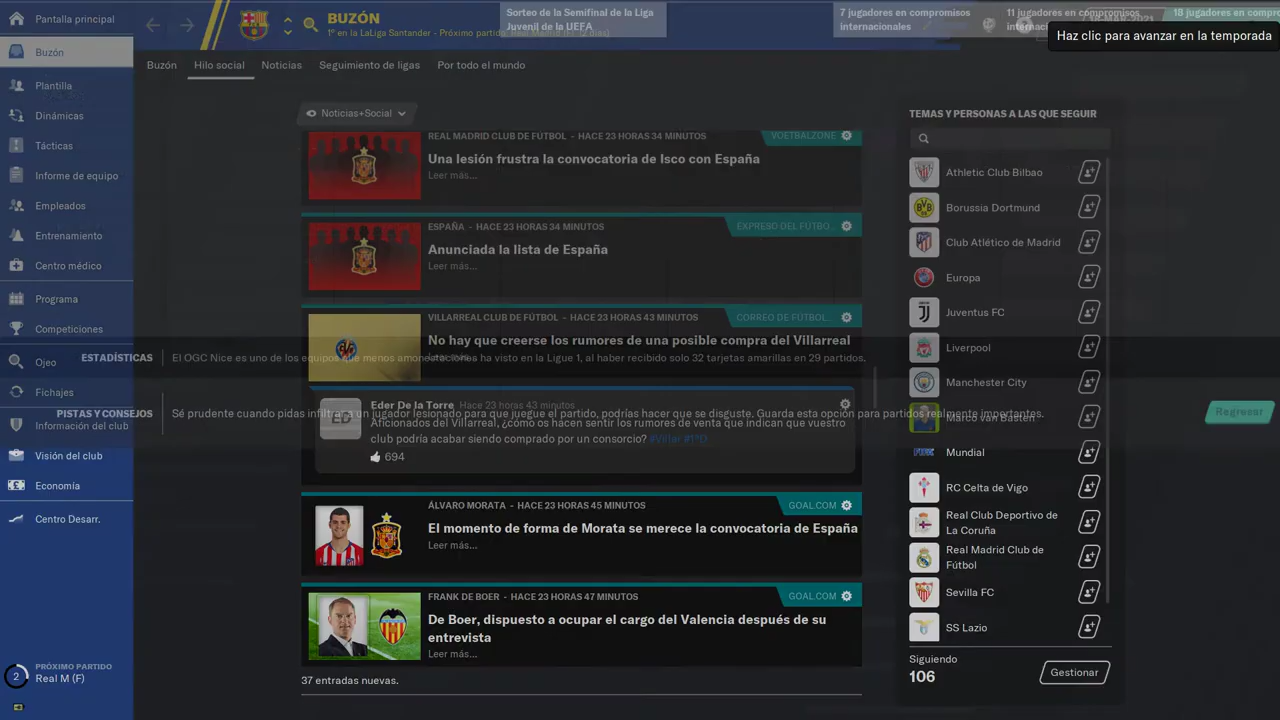 Pantalla principal
Buzón
Plantilla
Dinámicas
Tácticas
Informe de equipo
Empleados
Entrenamiento
Centro médico
Programa
Competiciones
Ojeo
Fichajes
Información del club
Visión del club
Economía
Centro Desarr.
2
PRÓXIMO PARTIDO
Real M (F)
BUZÓN
1º en la LaLiga Santander - Próximo partido
Sorteo de la Semifinal de la Liga
Juvenil de la UEFA
7 jugadores en compromisos
internacionales
11 jugadores en compromisos
18 jugadores en compro
Haz clic para avanzar en la temporada
Buzón
Hilo social
Noticias
Seguimiento de ligas
Por todo el mundo
Noticias+Social
REAL MADRID CLUB DE FÚTBOL - HACE 23 HORAS 34 MINUTOS
VOETBALZONE
Una lesión frustra la convocatoria de Isco con España
Leer más...
ESPAÑA - HACE 23 HORAS 34 MINUTOS
EXPRESO DEL FÚTBO...
Anunciada la lista de España
Leer más...
VILLARREAL CLUB DE FÚTBOL - HACE 23 HORAS 43 MINUTOS
CORREO DE FÚTBOL...
No hay que creerse los rumores de una posible compra del Villarreal
ESTADÍSTICAS
El OGC Nice es uno de los equipos que menos amonestaciones ha visto en la Ligue 1, al haber recibido solo 32 tarjetas amarillas en 29 partidos.
Eder De la Torre Hace 23 horas 43 minutos
ED
PISTAS Y CONSEJOS
Sé prudente cuando pidas infiltrar a un jugador lesionado para que juegue el partido, podrías hacer que se disguste. Guarda esta opción para partidos realmente importantes.
Regresar
Aficionados del Villarreal, ¿cómo os hacen sentir los rumores de venta que indican que vuestro
club podría acabar siendo comprado por un consorcio? #Villar #1ªD
694
ÁLVARO MORATA - HACE 23 HORAS 45 MINUTOS
GOAL.COM
El momento de forma de Morata se merece la convocatoria de España
Leer más...
FRANK DE BOER - HACE 23 HORAS 47 MINUTOS
GOAL.COM
De Boer, dispuesto a ocupar el cargo del Valencia después de su
entrevista
Leer más...
37 entradas nuevas.
TEMAS Y PERSONAS A LAS QUE SEGUIR
Athletic Club Bilbao
Borussia Dortmund
Club Atlético de Madrid
Europa
Juventus FC
Liverpool
Manchester City
Marco van Basten
Mundial
RC Celta de Vigo
Real Club Deportivo de
La Coruña
Real Madrid Club de
Fútbol
Sevilla FC
SS Lazio
Siguiendo
106
Gestionar